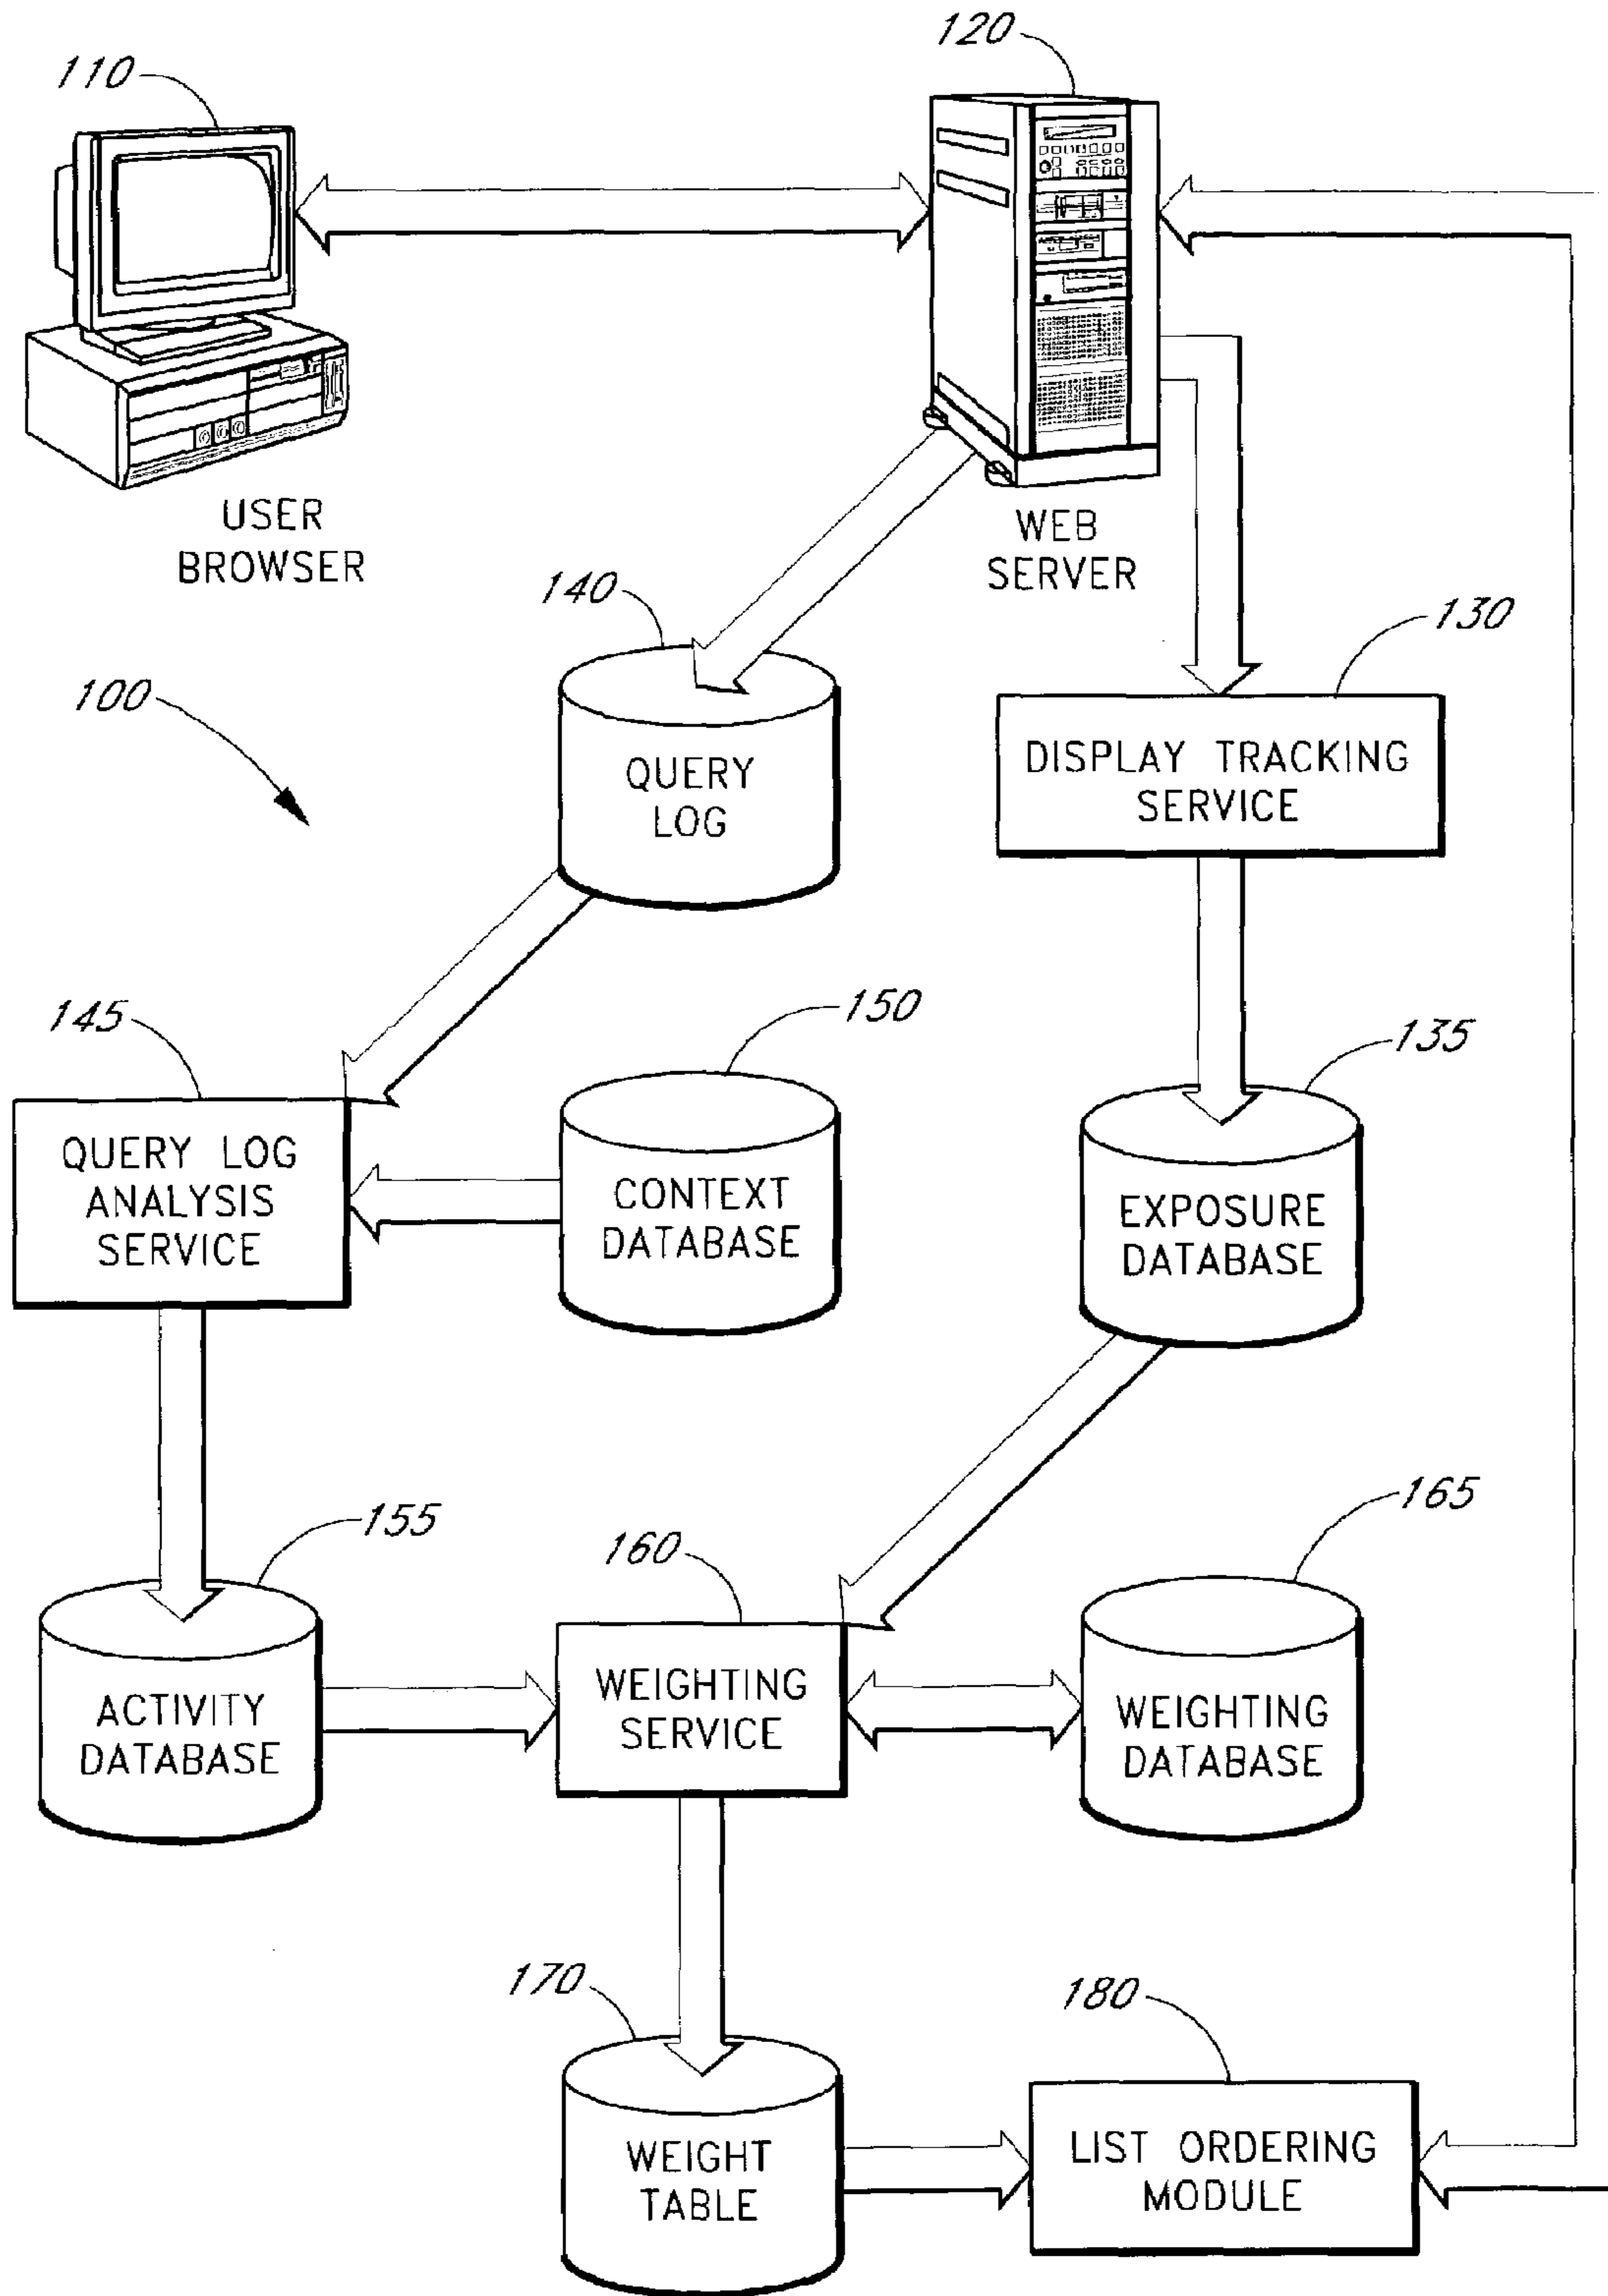 110
120
USER
BROWSER
WEB
SERVER
140
130
100
QUERY
LOG
DISPLAY TRACKING
SERVICE
145
150
135
QUERY LOG
ANALYSIS
SERVICE
CONTEXT
DATABASE
EXPOSURE
DATABASE
155
160
165
ACTIVITY
DATABASE
WEIGHTING
SERVICE
WEIGHTING
DATABASE
170
180
WEIGHT
TABLE
LIST ORDERING
MODULE